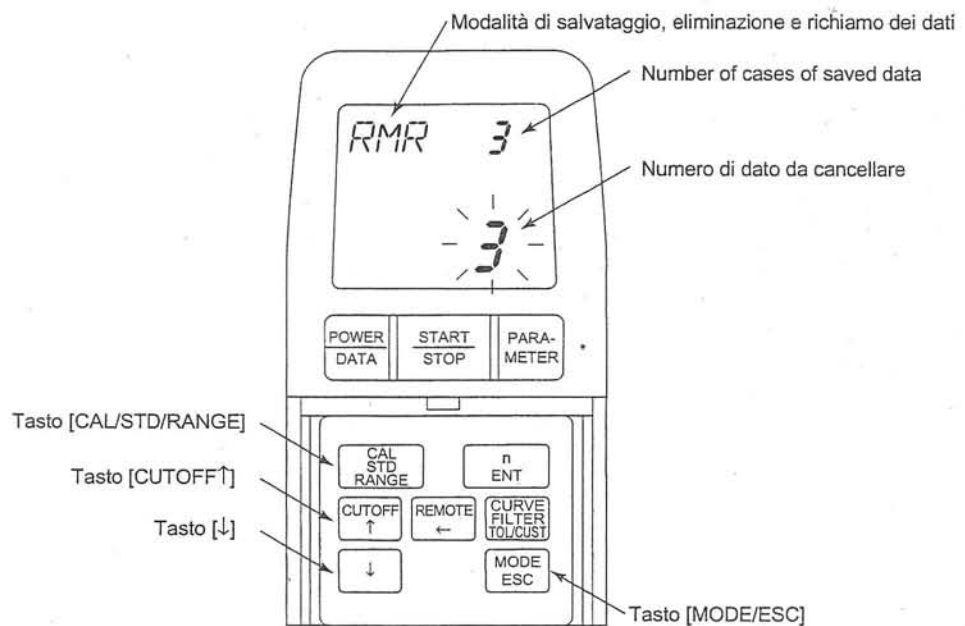 Modalità di salvataggio, eliminazione e richiamo dei dati
Number of cases of saved data
RMR 3
Numero di dato da cancellare
3
POWER
DATA
START
STOP
PARA-
METER
Tasto [CAL/STD/RANGE]
CAL
STD
RANGE
n
ENT
Tasto [CUTOFF↑]
CUTOFF
↑
REMOTE
←
CURVE
FILTER
TOL/CUST
Tasto [↓]
↓
MODE
ESC
Tasto [MODE/ESC]